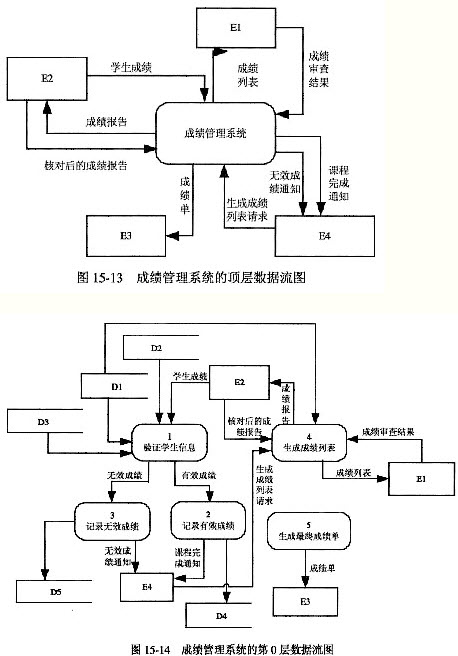 E1
E2
学生成绩
成绩
列表
成绩
审查
结果
成绩报告
成绩管理系统
核对后的成绩报告
成
绩
单
生成成绩
列表请求
无效成
绩通知
课程
完成
通知
E3
E4
图 15-13 成绩管理系统的顶层数据流图
D2
D1
D3
学生成绩
E2
成
绩
报
告
核对后的成
绩报告
1
验证学生信息
4
生成成绩列表
成绩审查结果
成绩列表
E1
无效成绩
有效成绩
生
成
成
绩
列
表
请
求
3
记录无效成绩
2
记录有效成绩
5
生成最终成绩单
无效成
绩通知
课程完
成通知
成绩单
D5
E4
D4
E3
图 15-14 成绩管理系统的第 0 层数据流图